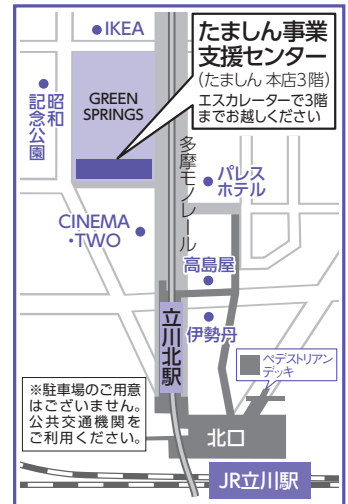 IKEA
たましん事業
支援センター
(たましん 本店3階)
エスカレーターで3階
までお越しください
GREEN
SPRINGS
昭和
記念公園
多摩モノレール
パレス
ホテル
CINEMA
・TWO
高島屋
立川北駅
伊勢丹
ペデストリアン
デッキ
※駐車場のご用意
はございません。
公共交通機関を
ご利用ください。
北口
JR立川駅